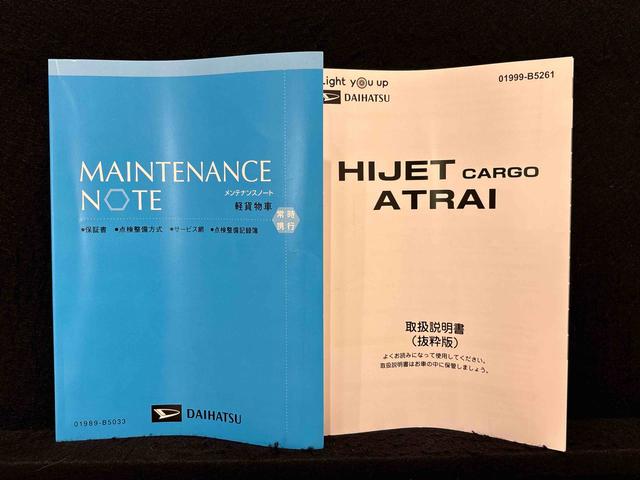 MAINTENANCE
NOTE
メンテナンスノート
軽貨物車
常時
携行
●保証書 ●点検整備方式 ●サービス網 ●点検整備記録簿
01989-B5033
DAIHATSU
Light you up
01999-B5261
DAIHATSU
HIJET CARGO
ATRAI
取扱説明書
(抜粋版)
よくお読みになって使用してください。
取扱説明書はお車の中に保管しましょう。